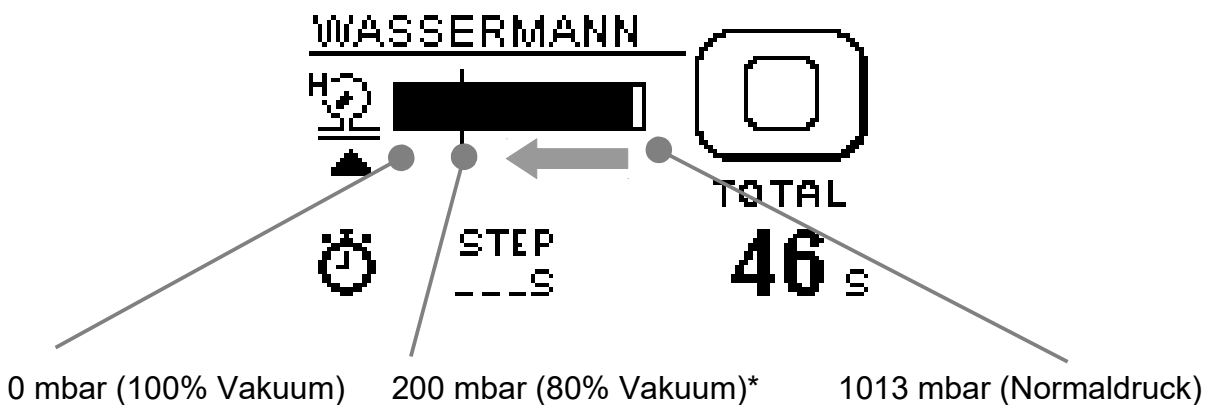 WASSERMANN
H
TOTAL
STEP
46 s
___S
0 mbar (100% Vakuum)
200 mbar (80% Vakuum)*
1013 mbar (Normaldruck)